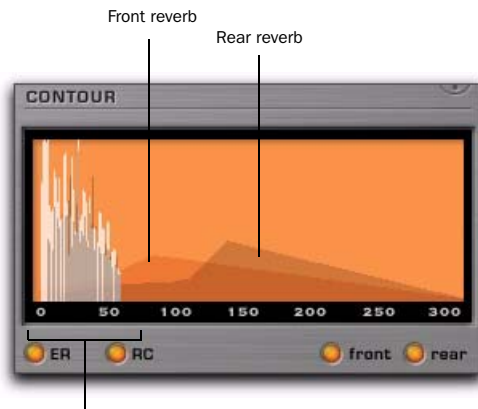 Front reverb
Rear reverb
CONTOUR
0 50 100 150 200 250 300
ER RC front rear